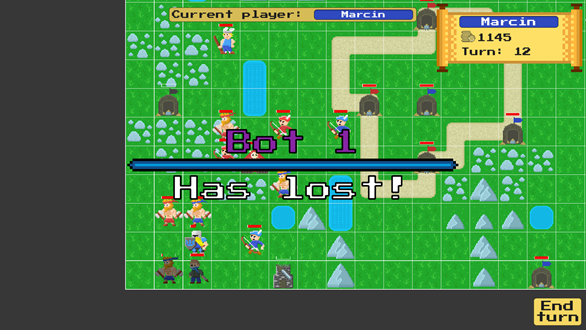 Current player: Marcin
Marcin
1145
Turn: 12
Bot 1
Has lost!
End
turn